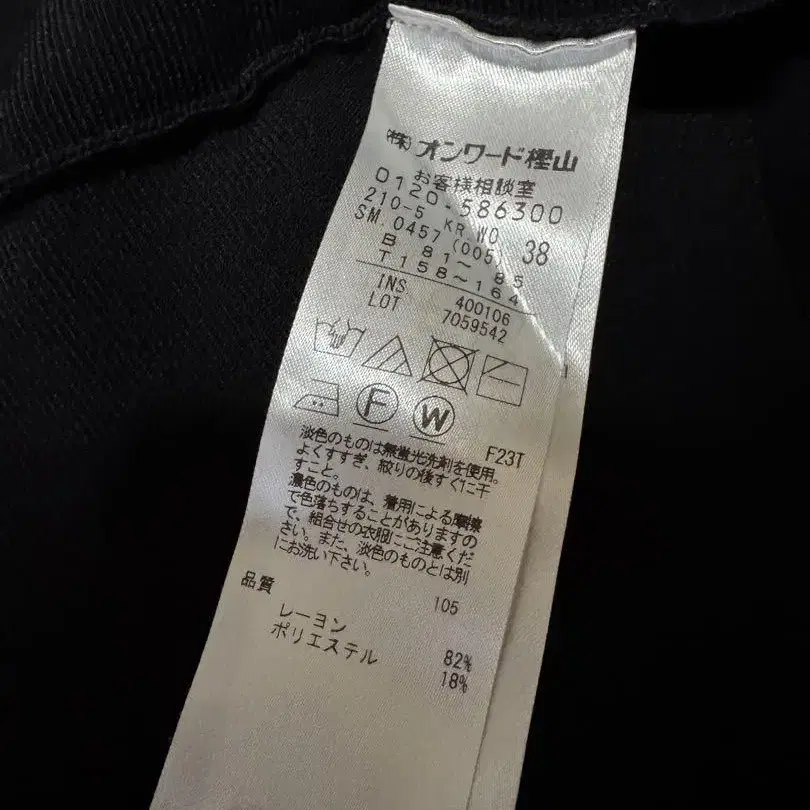 (株)オンワード樫山
お客様相談室
0120-586300
210-5 KR.WO 38
SM.0457 (005)
B 81〜 85
T 158〜164
INS 400106
LOT 7059542
F W
F23T
淡色のものは無蛍光洗剤を使用。
よくすすぎ、絞りの後すぐに干
すこと。
濃色のものは、着用による摩擦
で色落ちすることがありますの
で、組合せの衣服にご注意くだ
さい。また、淡色のものとは別
にお洗い下さい。
品質 105
レーヨン 82%
ポリエステル 18%